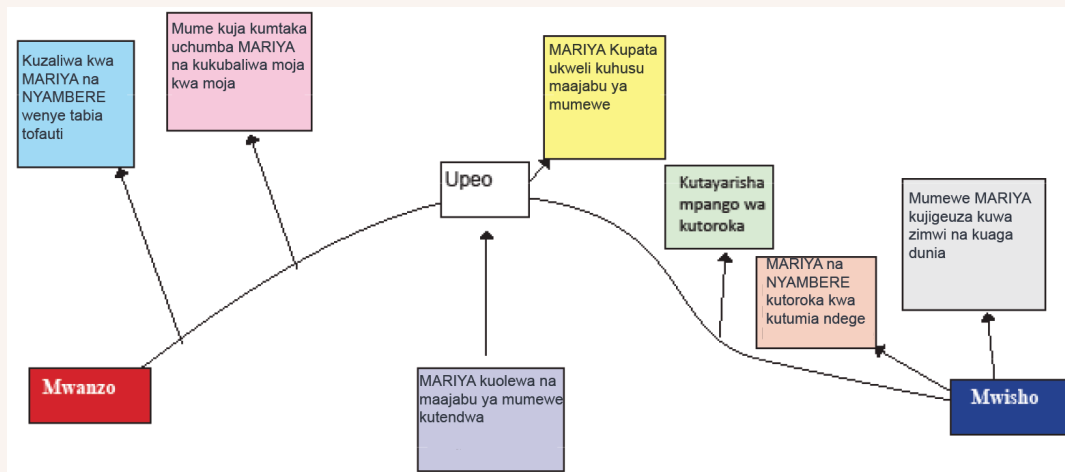 Kuzaliwa kwa
MARIYA na
NYAMBERE
wenye tabia
tofauti
Mume kuja kumtaka
uchumba MARIYA
na kukubaliwa moja
kwa moja
MARIYA Kupata
ukweli kuhusu
maajabu ya
mumewe
Upeo
Kutayarisha
mpango wa
kutoroka
MARIYA na
NYAMBERE
kutoroka kwa
kutumia ndege
Mumewe MARIYA
kujigeuza kuwa
zimwi na kuaga
dunia
Mwanzo
MARIYA kuolewa na
maajabu ya mumewe
kutendwa
Mwisho